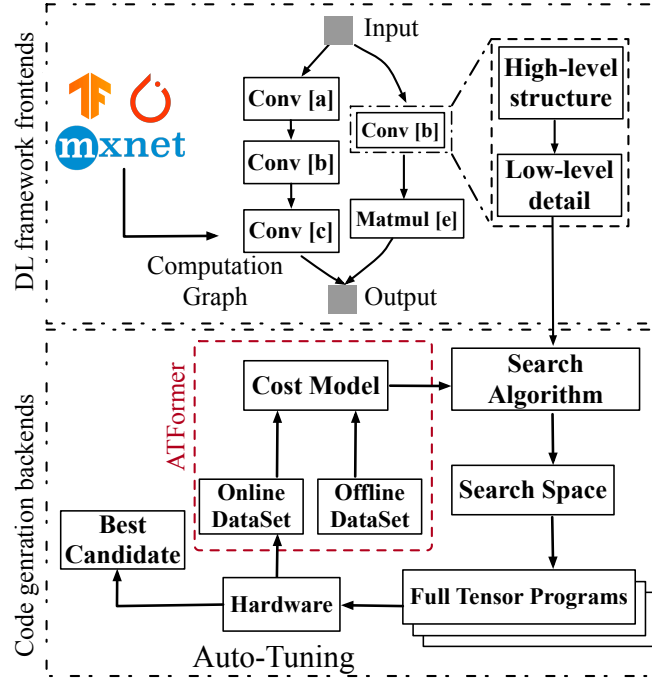 DL framework frontends
Input
Conv [a]
Conv [b]
Conv [c]
Conv [b]
Matmul [e]
High-level
structure
Low-level
detail
mxnet
Computation
Graph
Output
Code genration backends
ATFormer
Cost Model
Search
Algorithm
Online
DataSet
Offline
DataSet
Search Space
Best
Candidate
Hardware
Full Tensor Programs
Auto-Tuning